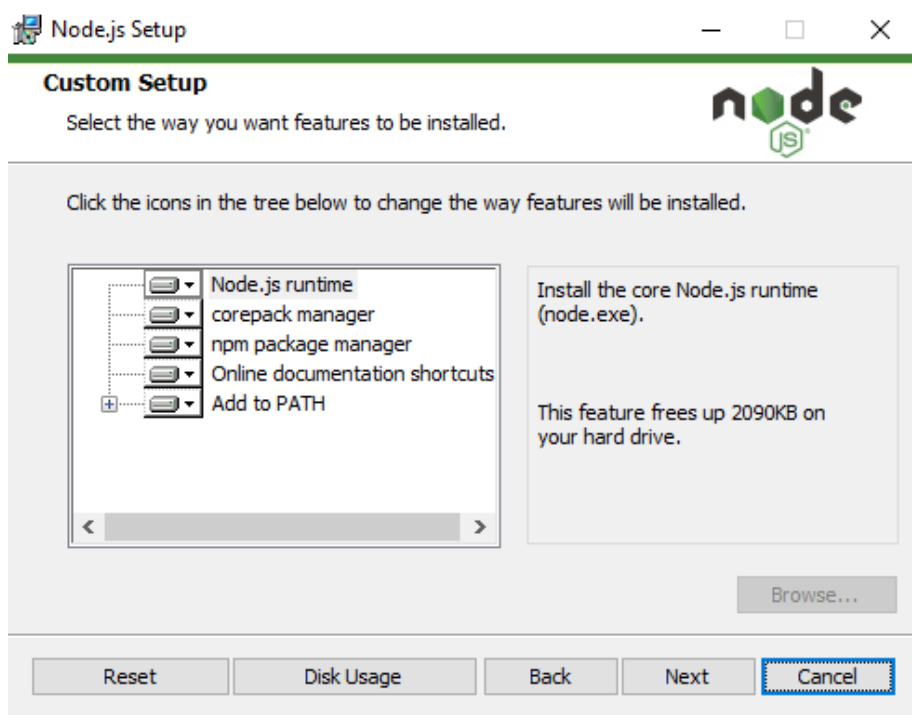 Node.js Setup
Custom Setup
Select the way you want features to be installed.
node
JS
Click the icons in the tree below to change the way features will be installed.
Node.js runtime
corepack manager
npm package manager
Online documentation shortcuts
Add to PATH
Install the core Node.js runtime
(node.exe).
This feature frees up 2090KB on
your hard drive.
Browse...
Reset
Disk Usage
Back
Next
Cancel